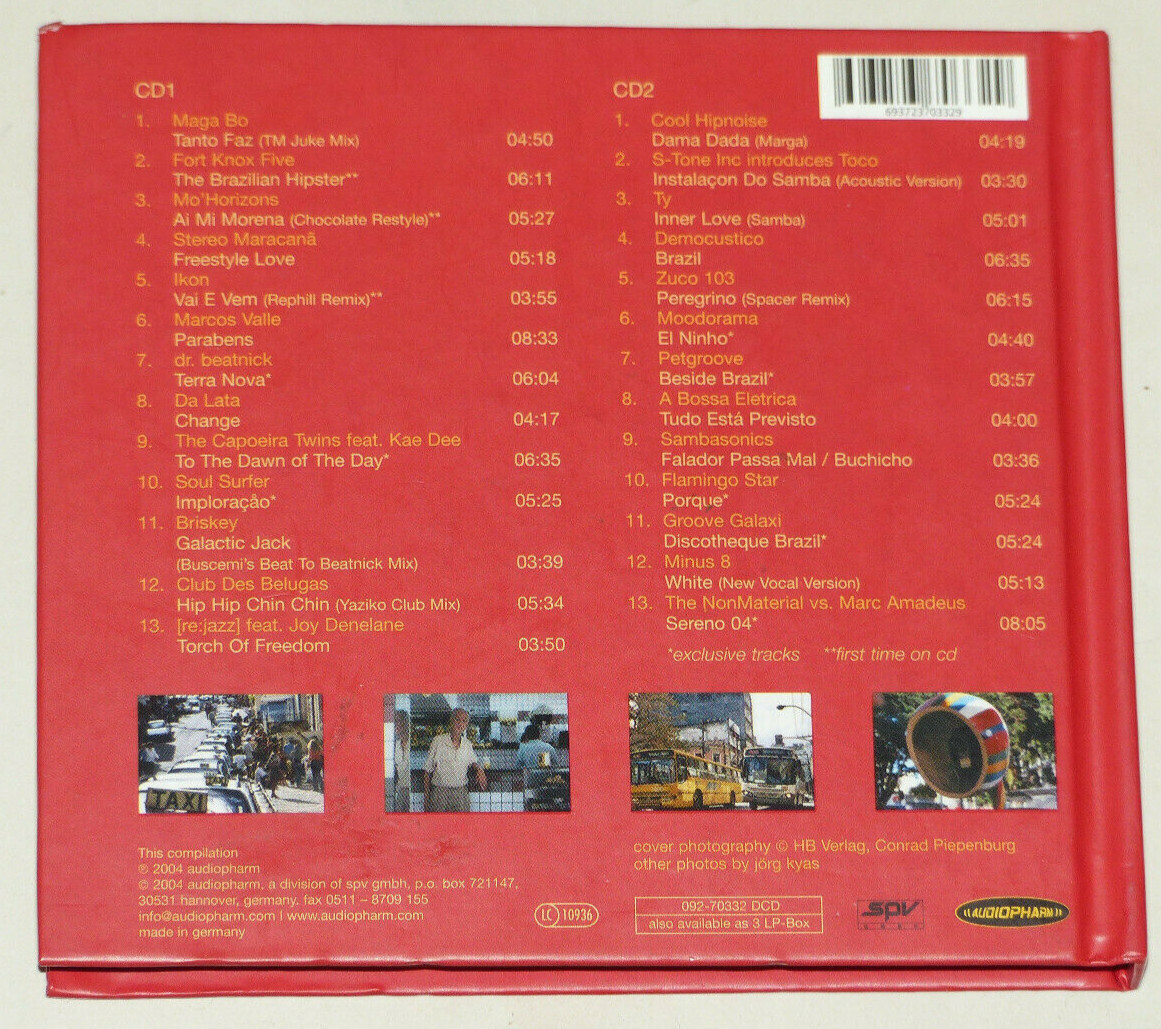 CD1
1. Maga Bo
Tanto Faz (TM Juke Mix) 04:50
2. Fort Knox Five
The Brazilian Hipster** 06:11
3. Mo'Horizons
Ai Mi Morena (Chocolate Restyle)** 05:27
4. Stereo Maracanã
Freestyle Love 05:18
5. Ikon
Vai E Vem (Rephill Remix)** 03:55
6. Marcos Valle
Parabens 08:33
7. dr. beatnick
Terra Nova* 06:04
8. Da Lata
Change 04:17
9. The Capoeira Twins feat. Kae Dee
To The Dawn of The Day* 06:35
10. Soul Surfer
Imploraçåo* 05:25
11. Briskey
Galactic Jack
(Buscemi's Beat To Beatnick Mix) 03:39
12. Club Des Belugas
Hip Hip Chin Chin (Yaziko Club Mix) 05:34
13. [re:jazz] feat. Joy Denelane
Torch Of Freedom 03:50
CD2
693723703329
1. Cool Hipnoise
Dama Dada (Marga) 04:19
2. S-Tone Inc introduces Toco
Instalaçon Do Samba (Acoustic Version) 03:30
3. Ty
Inner Love (Samba) 05:01
4. Democustico
Brazil 06:35
5. Zuco 103
Peregrino (Spacer Remix) 06:15
6. Moodorama
El Ninho* 04:40
7. Petgroove
Beside Brazil* 03:57
8. A Bossa Eletrica
Tudo Está Previsto 04:00
9. Sambasonics
Falador Passa Mal / Buchicho 03:36
10. Flamingo Star
Porque* 05:24
11. Groove Galaxi
Discotheque Brazil* 05:24
12. Minus 8
White (New Vocal Version) 05:13
13. The NonMaterial vs. Marc Amadeus
Sereno 04* 08:05
*exclusive tracks **first time on cd
TAXI
This compilation
℗ 2004 audiopharm
© 2004 audiopharm, a division of spv gmbh, p.o. box 721147,
30531 hannover, germany. fax 0511 – 8709 155
info@audiopharm.com | www.audiopharm.com
made in germany
LC 10936
cover photography © HB Verlag, Conrad Piepenburg
other photos by jörg kyas
092-70332 DCD
also available as 3 LP-Box
spv
GMBH
AUDIOPHARM